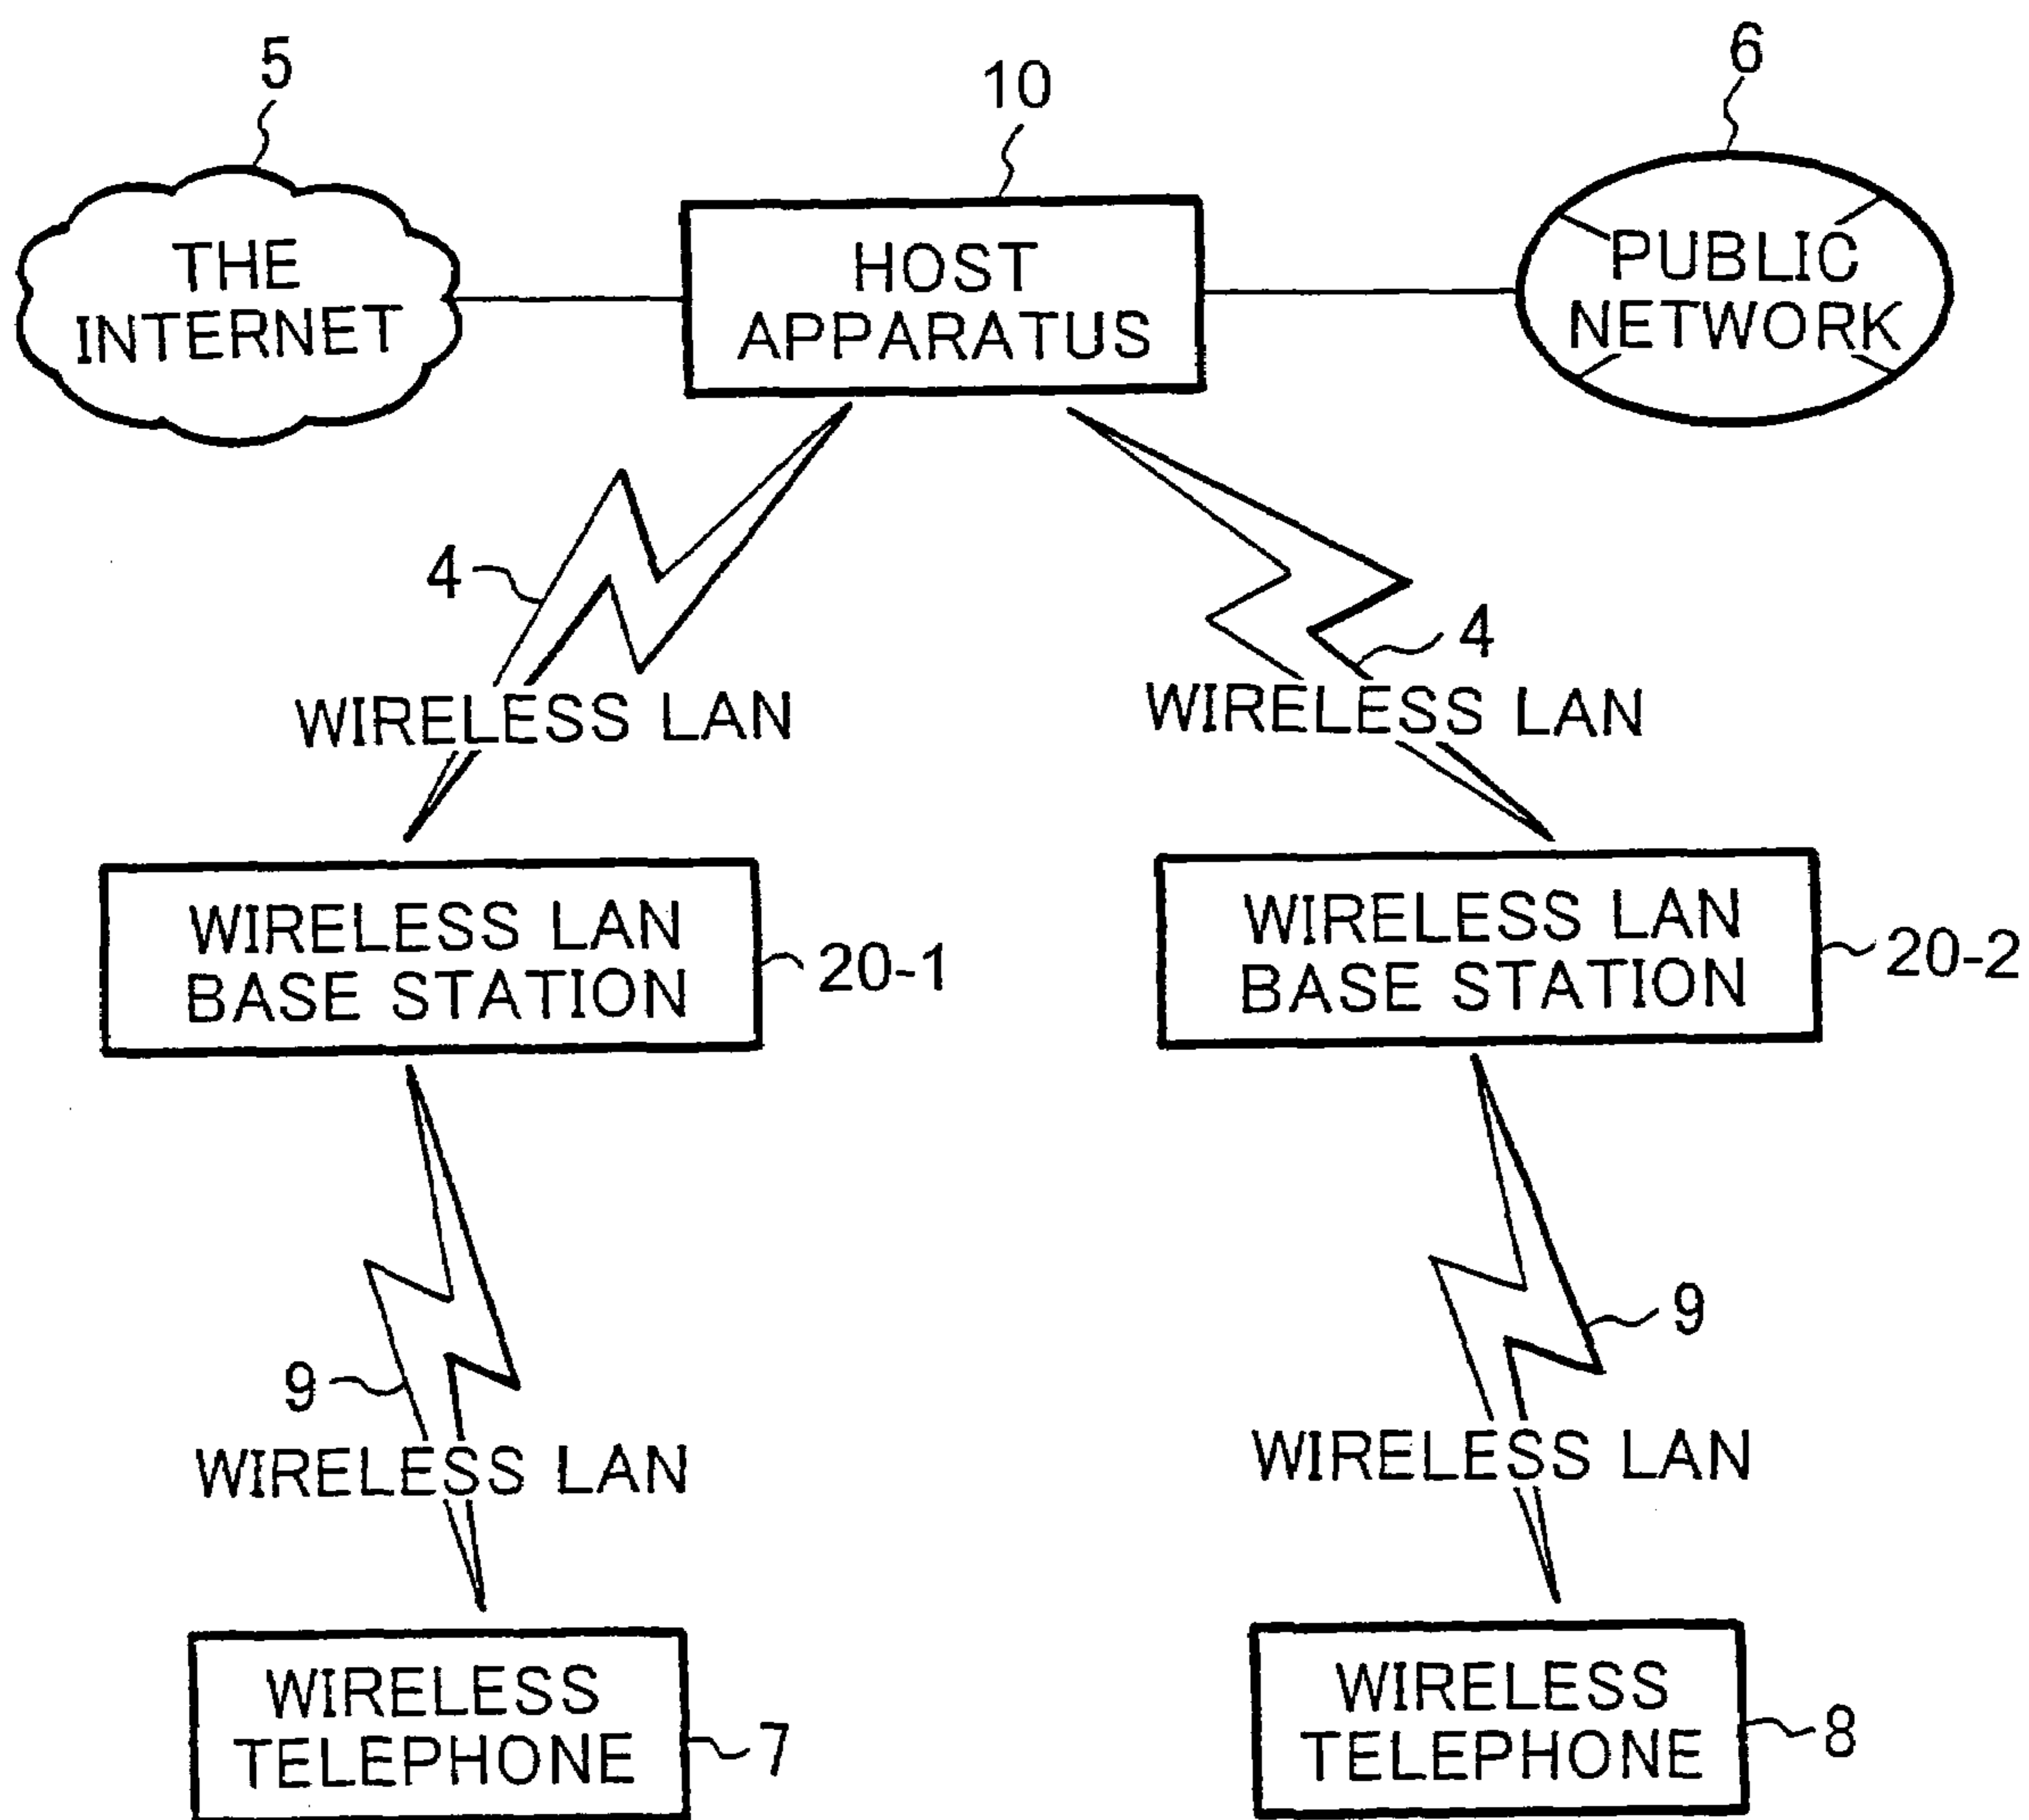 5
10
6
THE
INTERNET
HOST
APPARATUS
PUBLIC
NETWORK
4
4
WIRELESS LAN
WIRELESS LAN
WIRELESS LAN
BASE STATION
20-1
WIRELESS LAN
BASE STATION
20-2
9
9
WIRELESS LAN
WIRELESS LAN
WIRELESS
TELEPHONE
7
WIRELESS
TELEPHONE
8